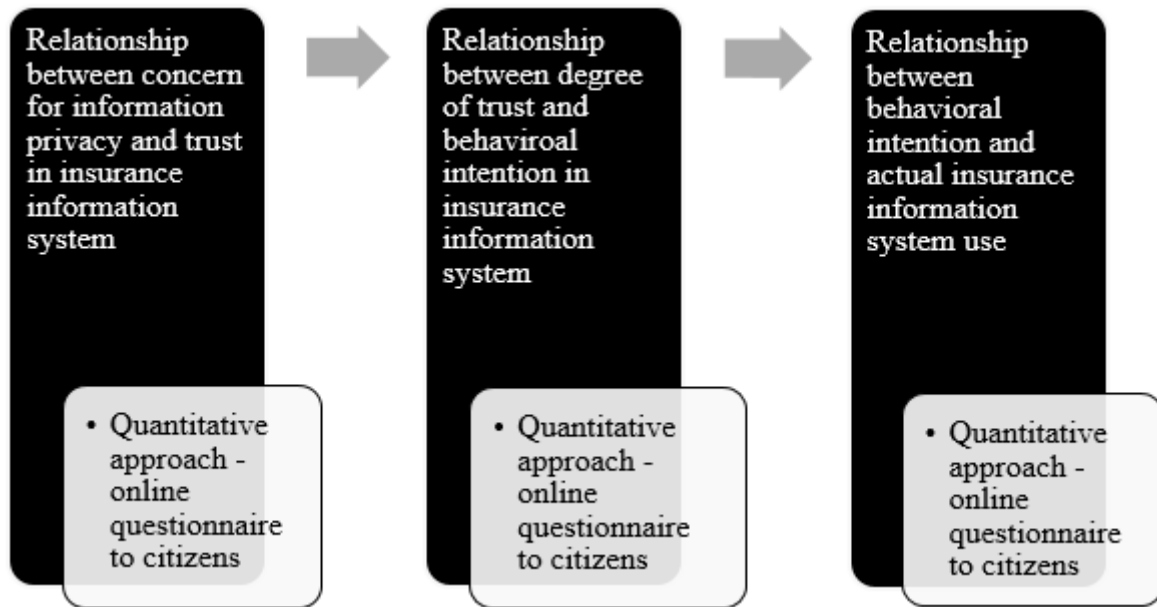 Relationship
between concern
for information
privacy and trust
in insurance
information
system
• Quantitative
approach -
online
questionnaire
to citizens
Relationship
between degree
of trust and
behaviroal
intention in
insurance
information
system
• Quantitative
approach -
online
questionnaire
to citizens
Relationship
between
behavioral
intention and
actual insurance
information
system use
• Quantitative
approach -
online
questionnaire
to citizens